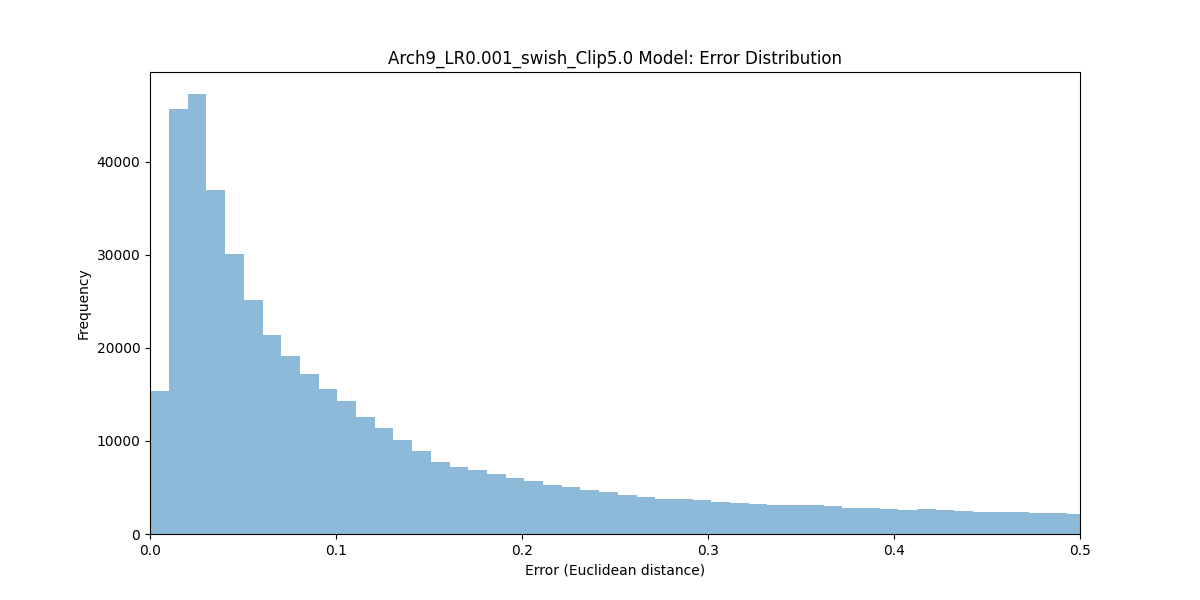 Arch9_LR0.001_swish_Clip5.0 Model: Error Distribution
Frequency
40000
30000
20000
10000
0
0.0 0.1 0.2 0.3 0.4 0.5
Error (Euclidean distance)